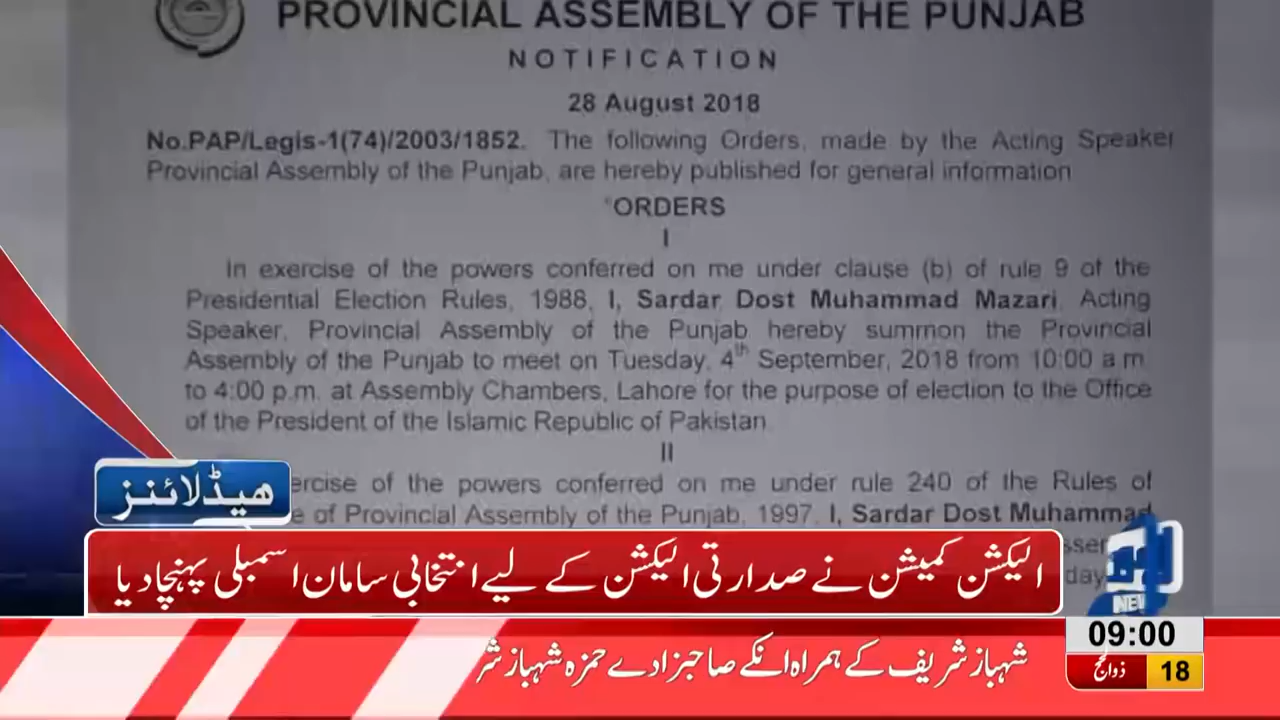 PROVINCIAL ASSEMBLY OF THE PUNJAB
NOTIFICATION
28 August 2018
No.PAP/Legis-1(74)/2003/1852. The following Orders, made by the Acting Speaker
Provincial Assembly of the Punjab, are hereby published for general information
ORDERS
I
In exercise of the powers conferred on me under clause (b) of rule 9 of the
Presidential Election Rules, 1988, I, Sardar Dost Muhammad Mazari, Acting
Speaker, Provincial Assembly of the Punjab hereby summon the Provincial
Assembly of the Punjab to meet on Tuesday, 4th September, 2018 from 10:00 a.m.
to 4:00 p.m. at Assembly Chambers, Lahore for the purpose of election to the Office
of the President of the Islamic Republic of Pakistan
II
ercise of the powers conferred on me under rule 240 of the Rules of
e of Provincial Assembly of the Punjab, 1997, I, Sardar Dost Muhammad
ھیڈلائنز
الیکشن کمیشن نے صدارتی الیکشن کے لیے انتخابی سامان اسمبلی پہنچادیا
NEWS
09:00
شہباز شریف کے ہمراہ انکے صاحبزادے حمزہ شہباز شر
18 ذوالحج